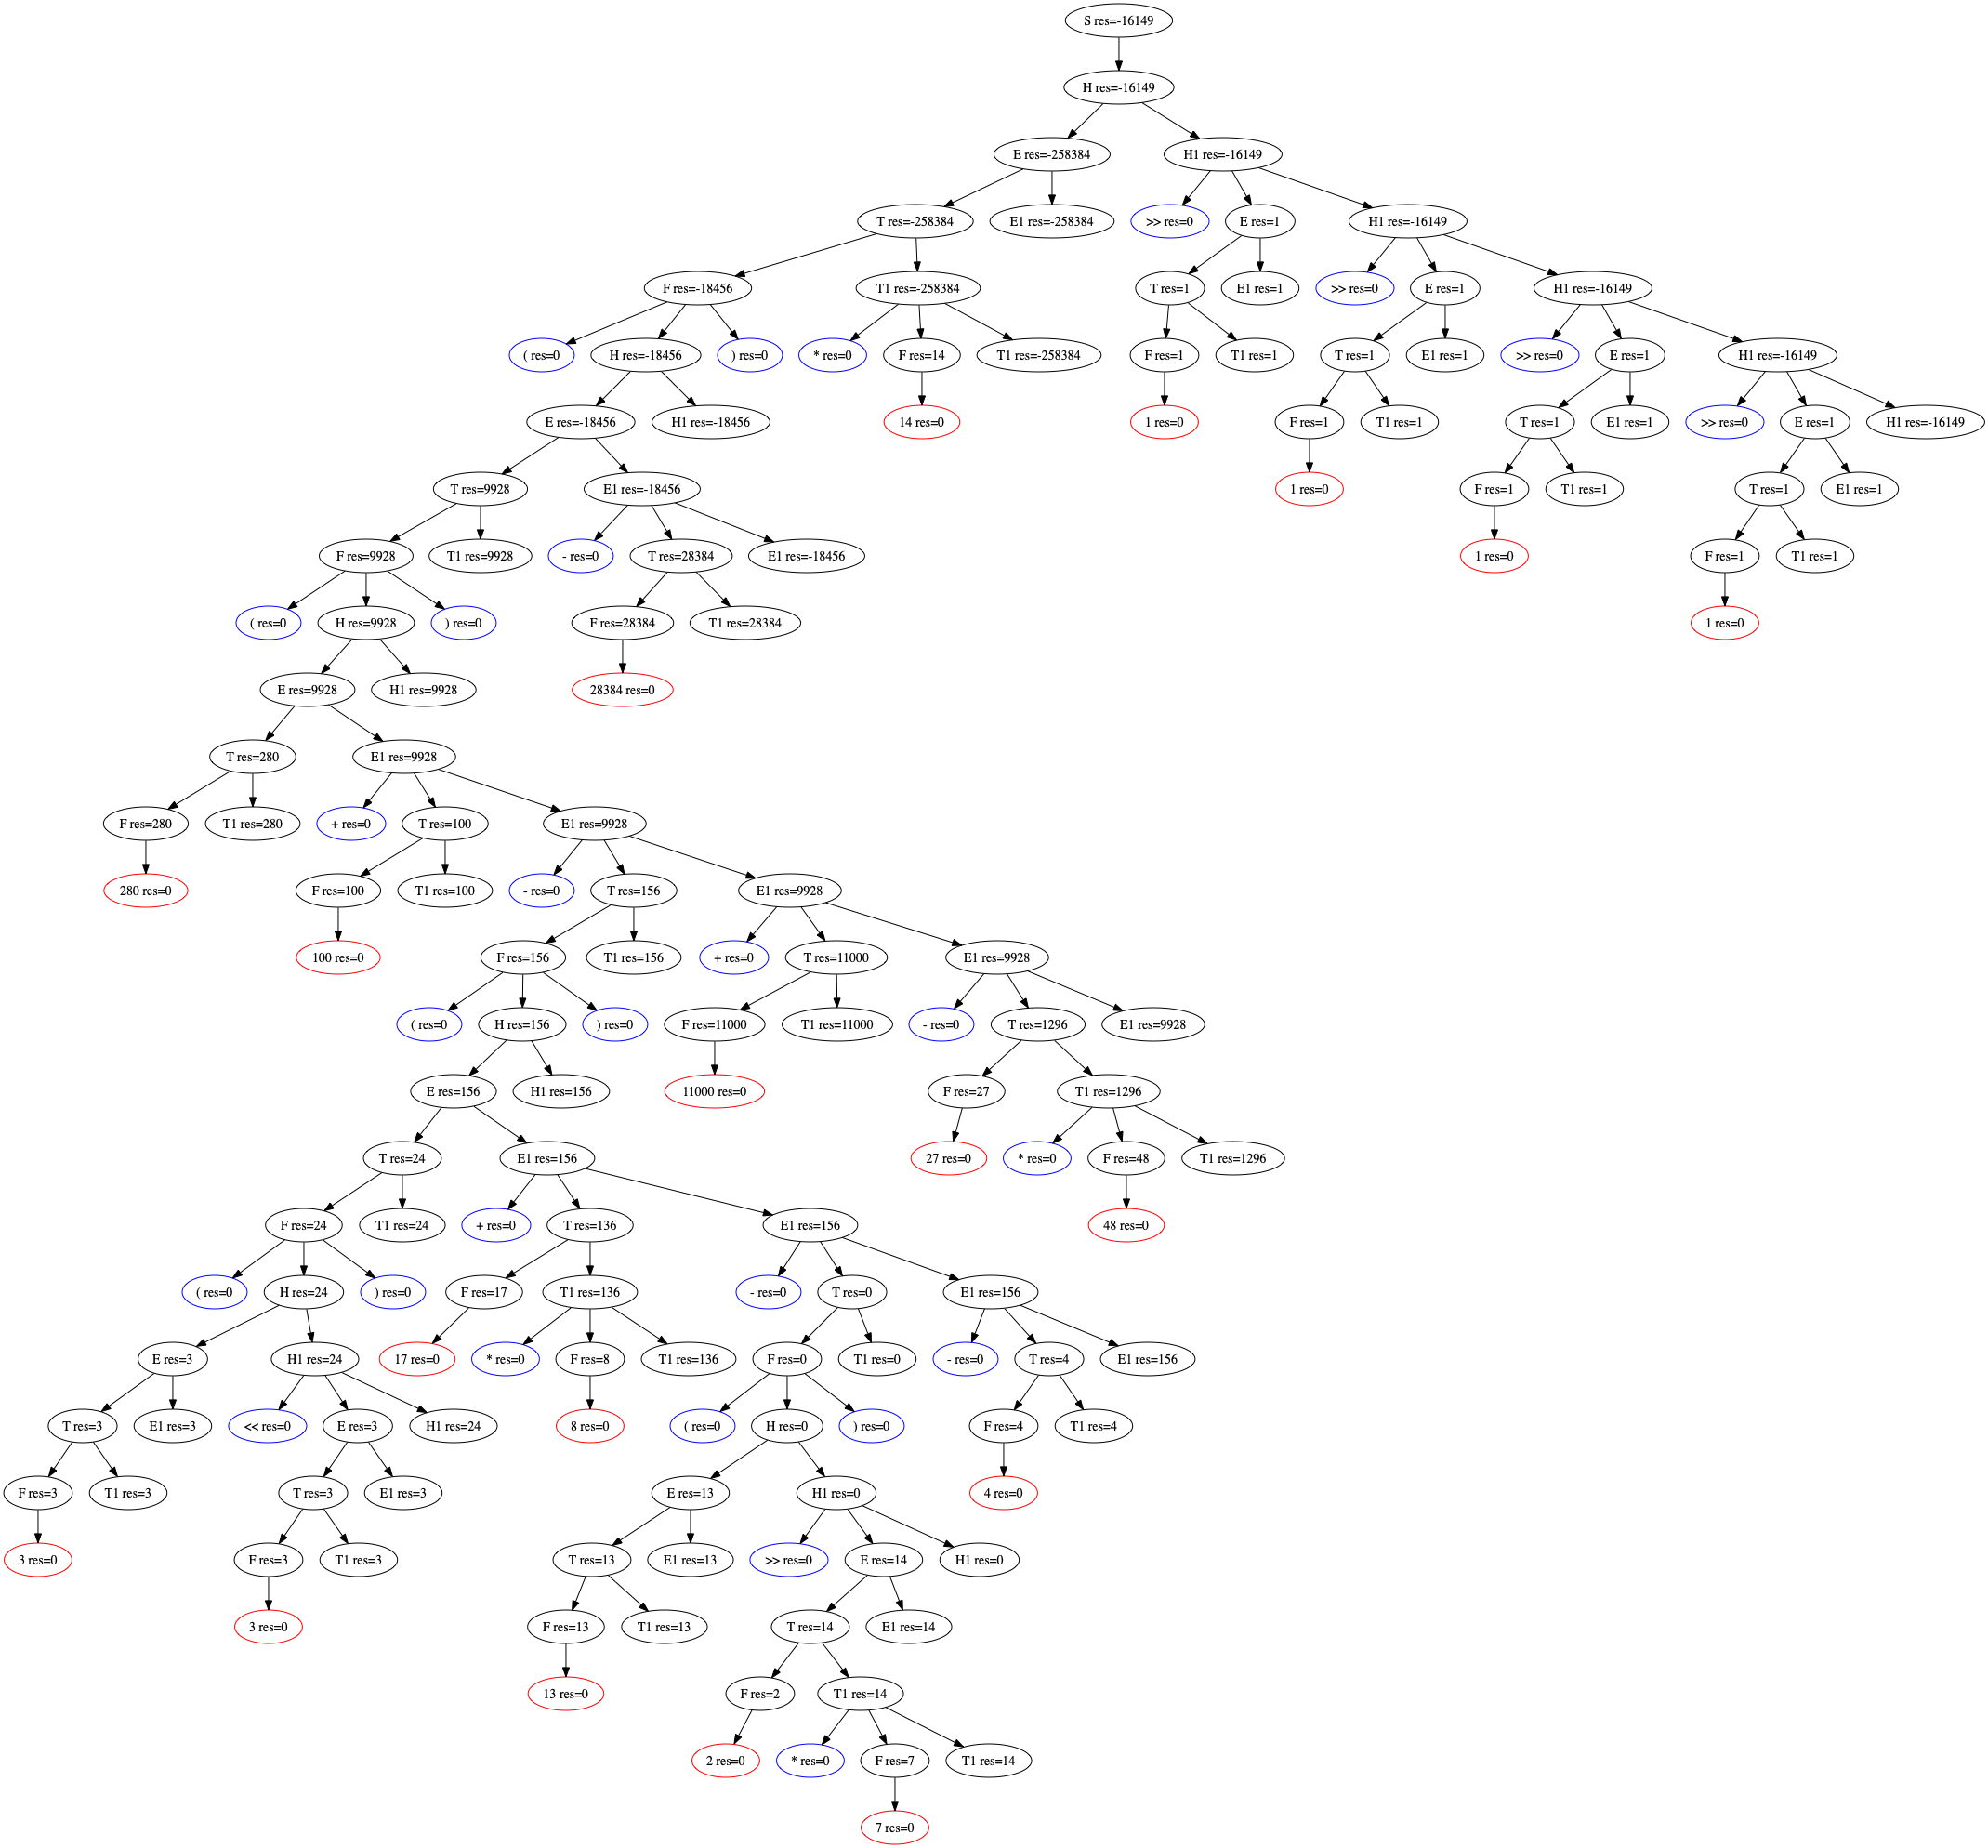 S res=-16149
H res=-16149
E res=-258384
H1 res=-16149
T res=-258384
E1 res=-258384
>> res=0
E res=1
H1 res=-16149
F res=-18456
T1 res=-258384
T res=1
E1 res=1
>> res=0
E res=1
H1 res=-16149
( res=0
H res=-18456
) res=0
* res=0
F res=14
T1 res=-258384
F res=1
T1 res=1
T res=1
E1 res=1
>> res=0
E res=1
H1 res=-16149
E res=-18456
H1 res=-18456
14 res=0
1 res=0
F res=1
T1 res=1
T res=1
E1 res=1
>> res=0
E res=1
H1 res=-16149
T res=9928
E1 res=-18456
1 res=0
F res=1
T1 res=1
T res=1
E1 res=1
F res=9928
T1 res=9928
- res=0
T res=28384
E1 res=-18456
1 res=0
F res=1
T1 res=1
( res=0
H res=9928
) res=0
F res=28384
T1 res=28384
1 res=0
E res=9928
H1 res=9928
28384 res=0
T res=280
E1 res=9928
F res=280
T1 res=280
+ res=0
T res=100
E1 res=9928
280 res=0
F res=100
T1 res=100
- res=0
T res=156
E1 res=9928
100 res=0
F res=156
T1 res=156
+ res=0
T res=11000
E1 res=9928
( res=0
H res=156
) res=0
F res=11000
T1 res=11000
- res=0
T res=1296
E1 res=9928
E res=156
H1 res=156
11000 res=0
F res=27
T1 res=1296
T res=24
E1 res=156
27 res=0
* res=0
F res=48
T1 res=1296
F res=24
T1 res=24
+ res=0
T res=136
E1 res=156
48 res=0
( res=0
H res=24
) res=0
F res=17
T1 res=136
- res=0
T res=0
E1 res=156
E res=3
H1 res=24
17 res=0
* res=0
F res=8
T1 res=136
F res=0
T1 res=0
- res=0
T res=4
E1 res=156
T res=3
E1 res=3
<< res=0
E res=3
H1 res=24
8 res=0
( res=0
H res=0
) res=0
F res=4
T1 res=4
F res=3
T1 res=3
T res=3
E1 res=3
E res=13
H1 res=0
4 res=0
3 res=0
F res=3
T1 res=3
T res=13
E1 res=13
>> res=0
E res=14
H1 res=0
3 res=0
F res=13
T1 res=13
T res=14
E1 res=14
13 res=0
F res=2
T1 res=14
2 res=0
* res=0
F res=7
T1 res=14
7 res=0